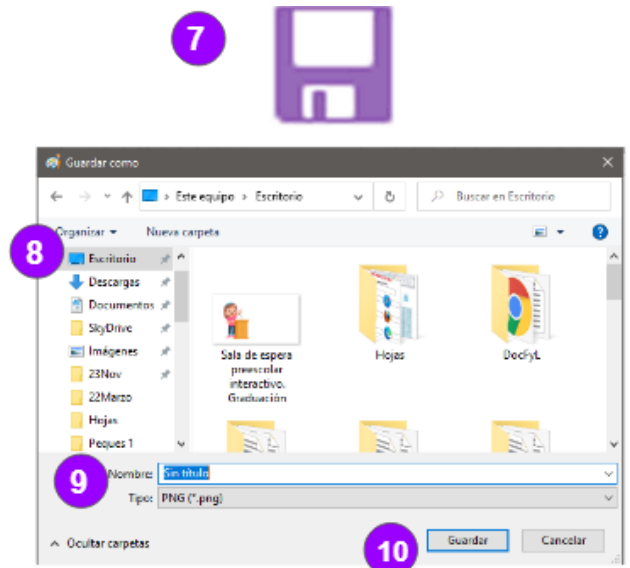 7
Guardar como
Este equipo > Escritorio
Buscar en Escritorio
Organizar
Nueva carpeta
8
Escritorio
Descargas
Documentos
SkyDrive
Imágenes
23Nov
22Marzo
Hojas
Peques 1
Sala de espera
preescolar
interactivo.
Graduación
Hojas
DocFyL
9
Nombre: Sin título
Tipo: PNG (*.png)
Ocultar carpetas
10
Guardar
Cancelar